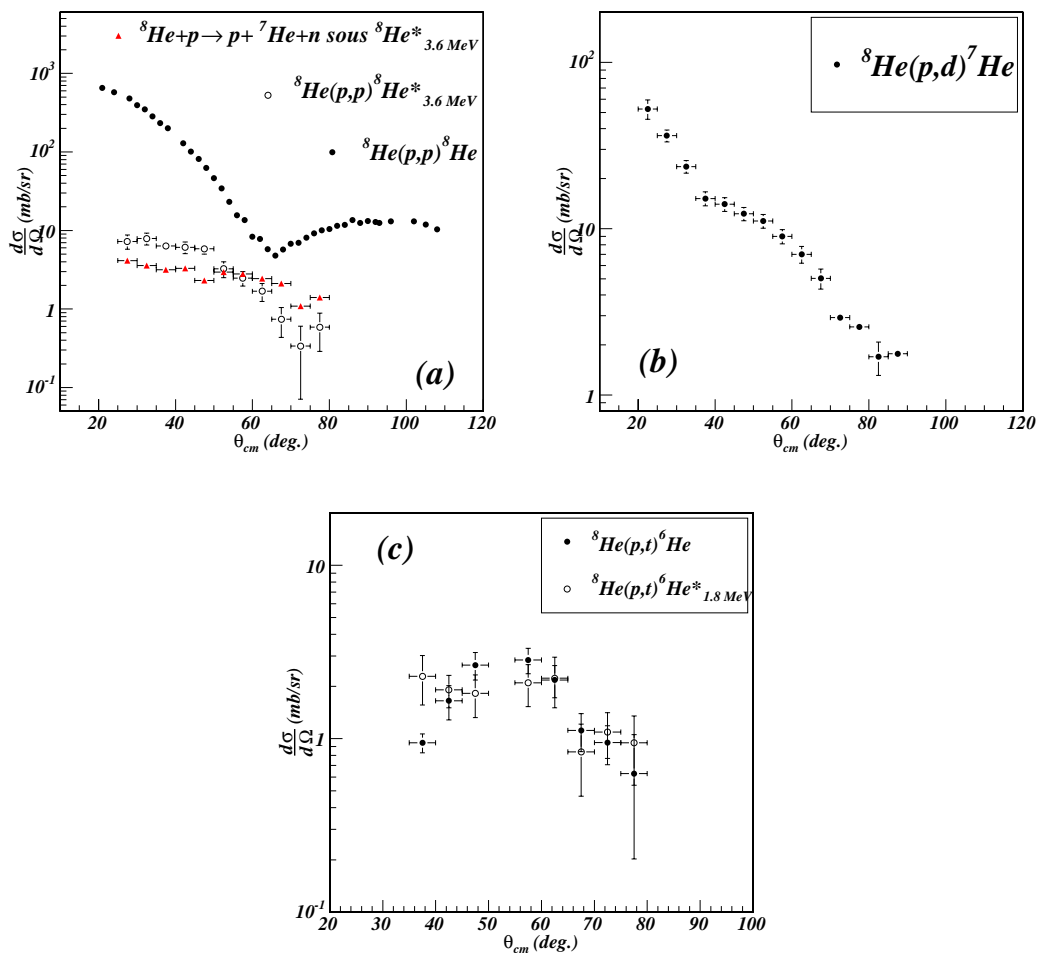 ⁸He+p → p+ ⁷He+n sous ⁸He*₃.₆ MeV
⁸He(p,p)⁸He*₃.₆ MeV
⁸He(p,p)⁸He
10³
10²
10
1
10⁻¹
dσ/dΩ (mb/sr)
(a)
20 40 60 80 100 120
θcm (deg.)
⁸He(p,d)⁷He
10²
10
1
dσ/dΩ (mb/sr)
(b)
20 40 60 80 100 120
θcm (deg.)
(c)
⁸He(p,t)⁶He
⁸He(p,t)⁶He*₁.₈ MeV
10
1
10⁻¹
dσ/dΩ (mb/sr)
20 30 40 50 60 70 80 90 100
θcm (deg.)